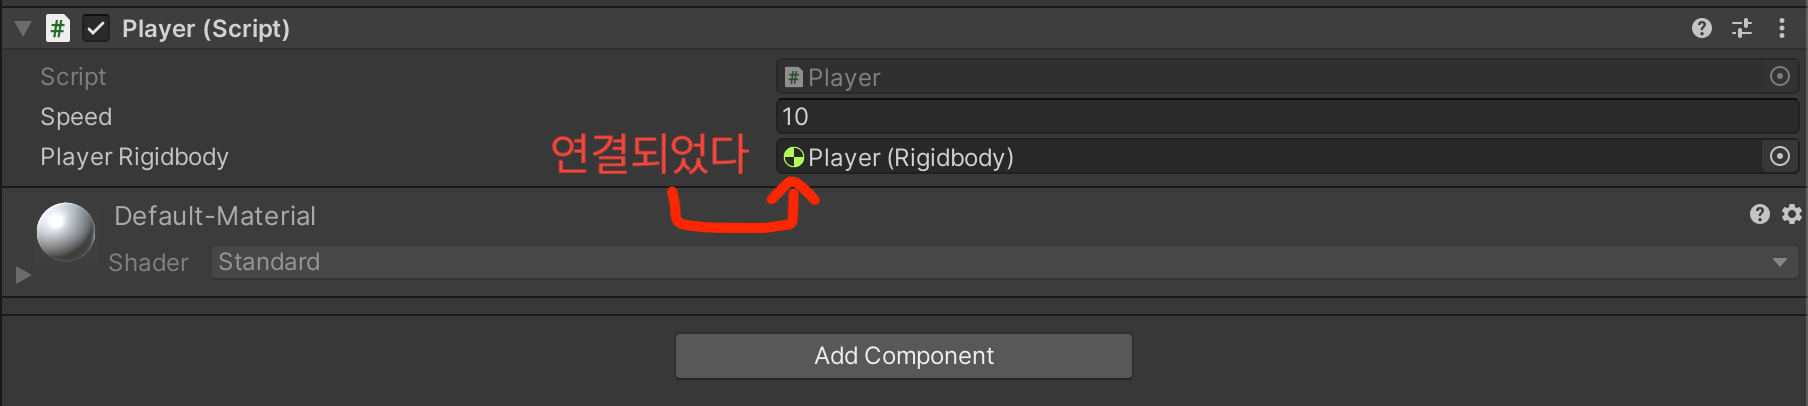 Player (Script)
Script
Player
Speed
10
Player Rigidbody
연결되었다
Player (Rigidbody)
Default-Material
Shader
Standard
Add Component